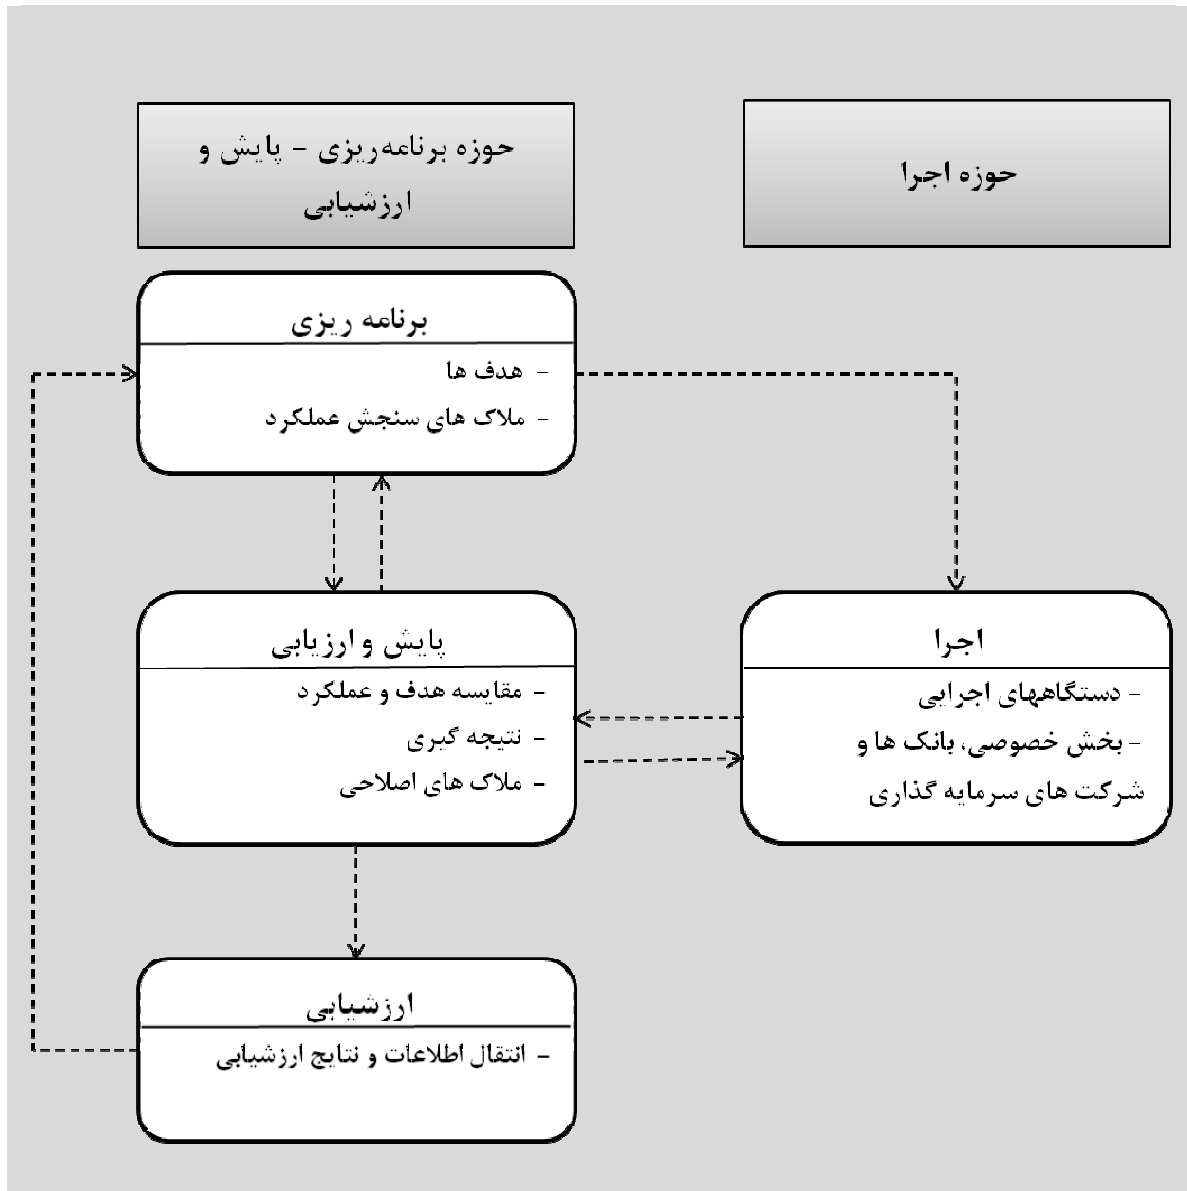 حوزه اجرا
حوزه برنامه‌ریزی - پایش و
ارزشیابی
برنامه ریزی
- هدف ها
- ملاک های سنجش عملکرد
اجرا
- دستگاههای اجرایی
- بخش خصوصی، بانک ها و
شرکت های سرمایه گذاری
پایش و ارزیابی
- مقایسه هدف و عملکرد
- نتیجه گیری
- ملاک های اصلاحی
ارزشیابی
- انتقال اطلاعات و نتایج ارزشیابی